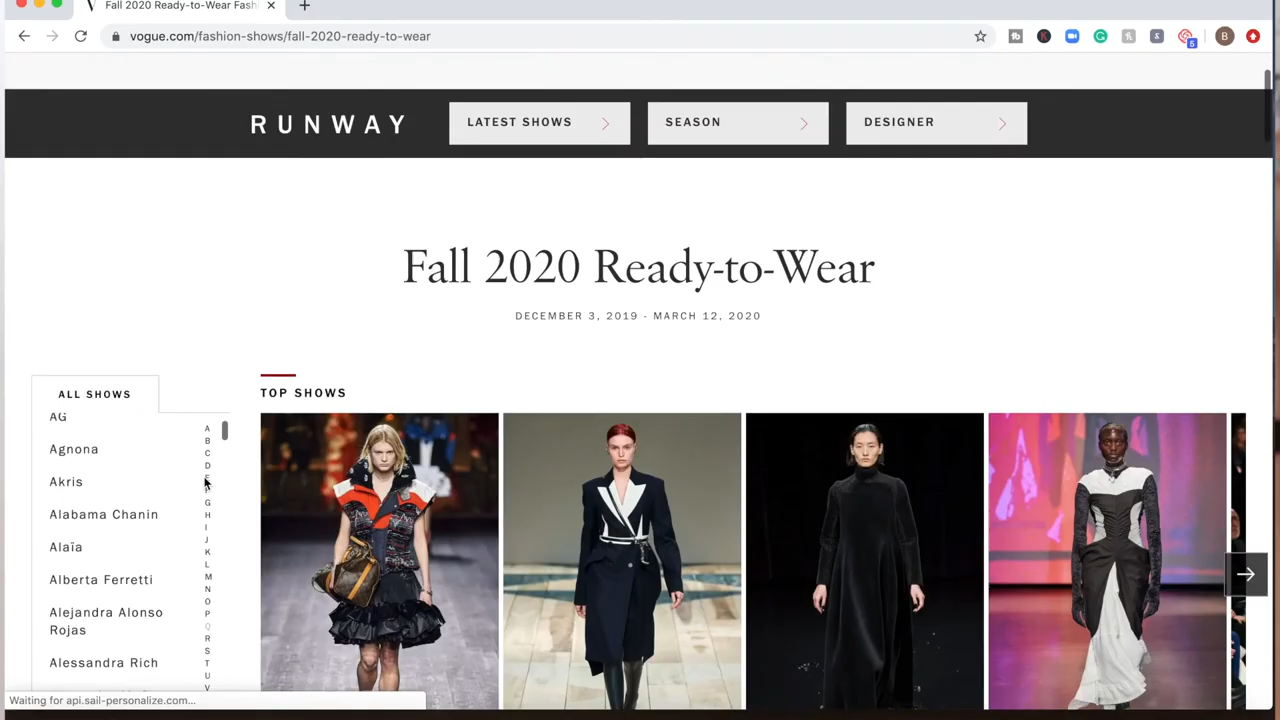 Fall 2020 Ready-to-Wear Fash
vogue.com/fashion-shows/fall-2020-ready-to-wear
5
B
RUNWAY
LATEST SHOWS
SEASON
DESIGNER
Fall 2020 Ready-to-Wear
DECEMBER 3, 2019 - MARCH 12, 2020
ALL SHOWS
TOP SHOWS
AG
Agnona
Akris
Alabama Chanin
Alaïa
Alberta Ferretti
Alejandra Alonso
Rojas
Alessandra Rich
A
B
C
D
G
H
I
J
K
L
M
N
O
P
Q
R
S
T
U
V
Waiting for api.sail-personalize.com...